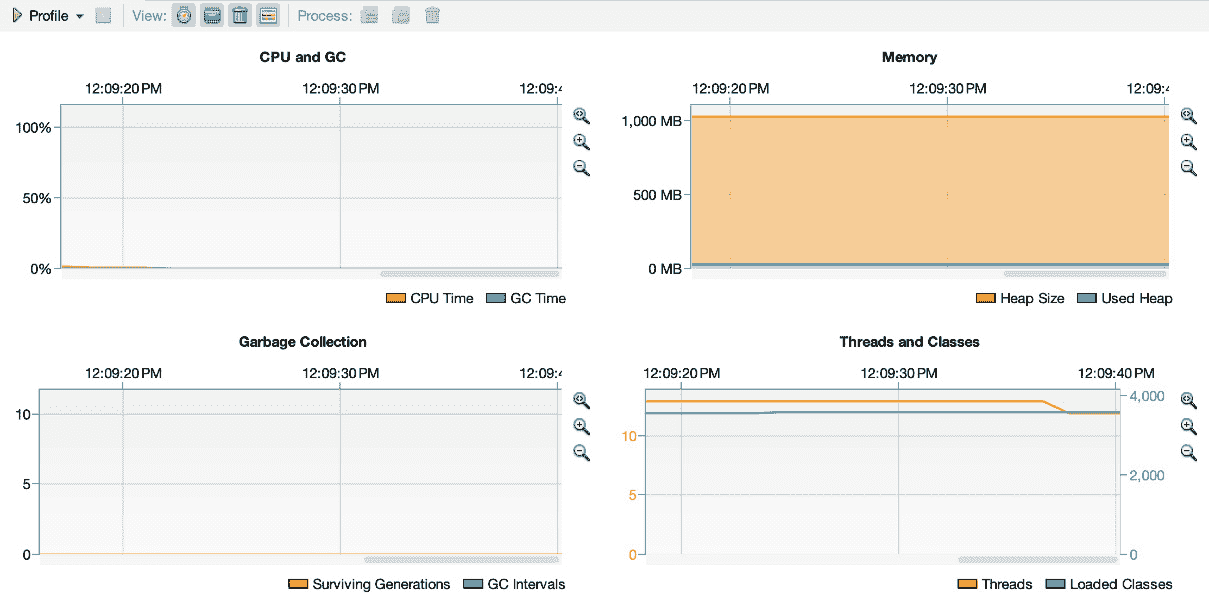 Profile View: Process:
CPU and GC
12:09:20 PM 12:09:30 PM 12:09:4
100%
50%
0%
CPU Time GC Time
Memory
12:09:20 PM 12:09:30 PM 12:09:4
1,000 MB
500 MB
0 MB
Heap Size Used Heap
Garbage Collection
12:09:20 PM 12:09:30 PM 12:09:4
10
5
0
Surviving Generations GC Intervals
Threads and Classes
12:09:20 PM 12:09:30 PM 12:09:40 PM
10 4,000
5 2,000
0 0
Threads Loaded Classes